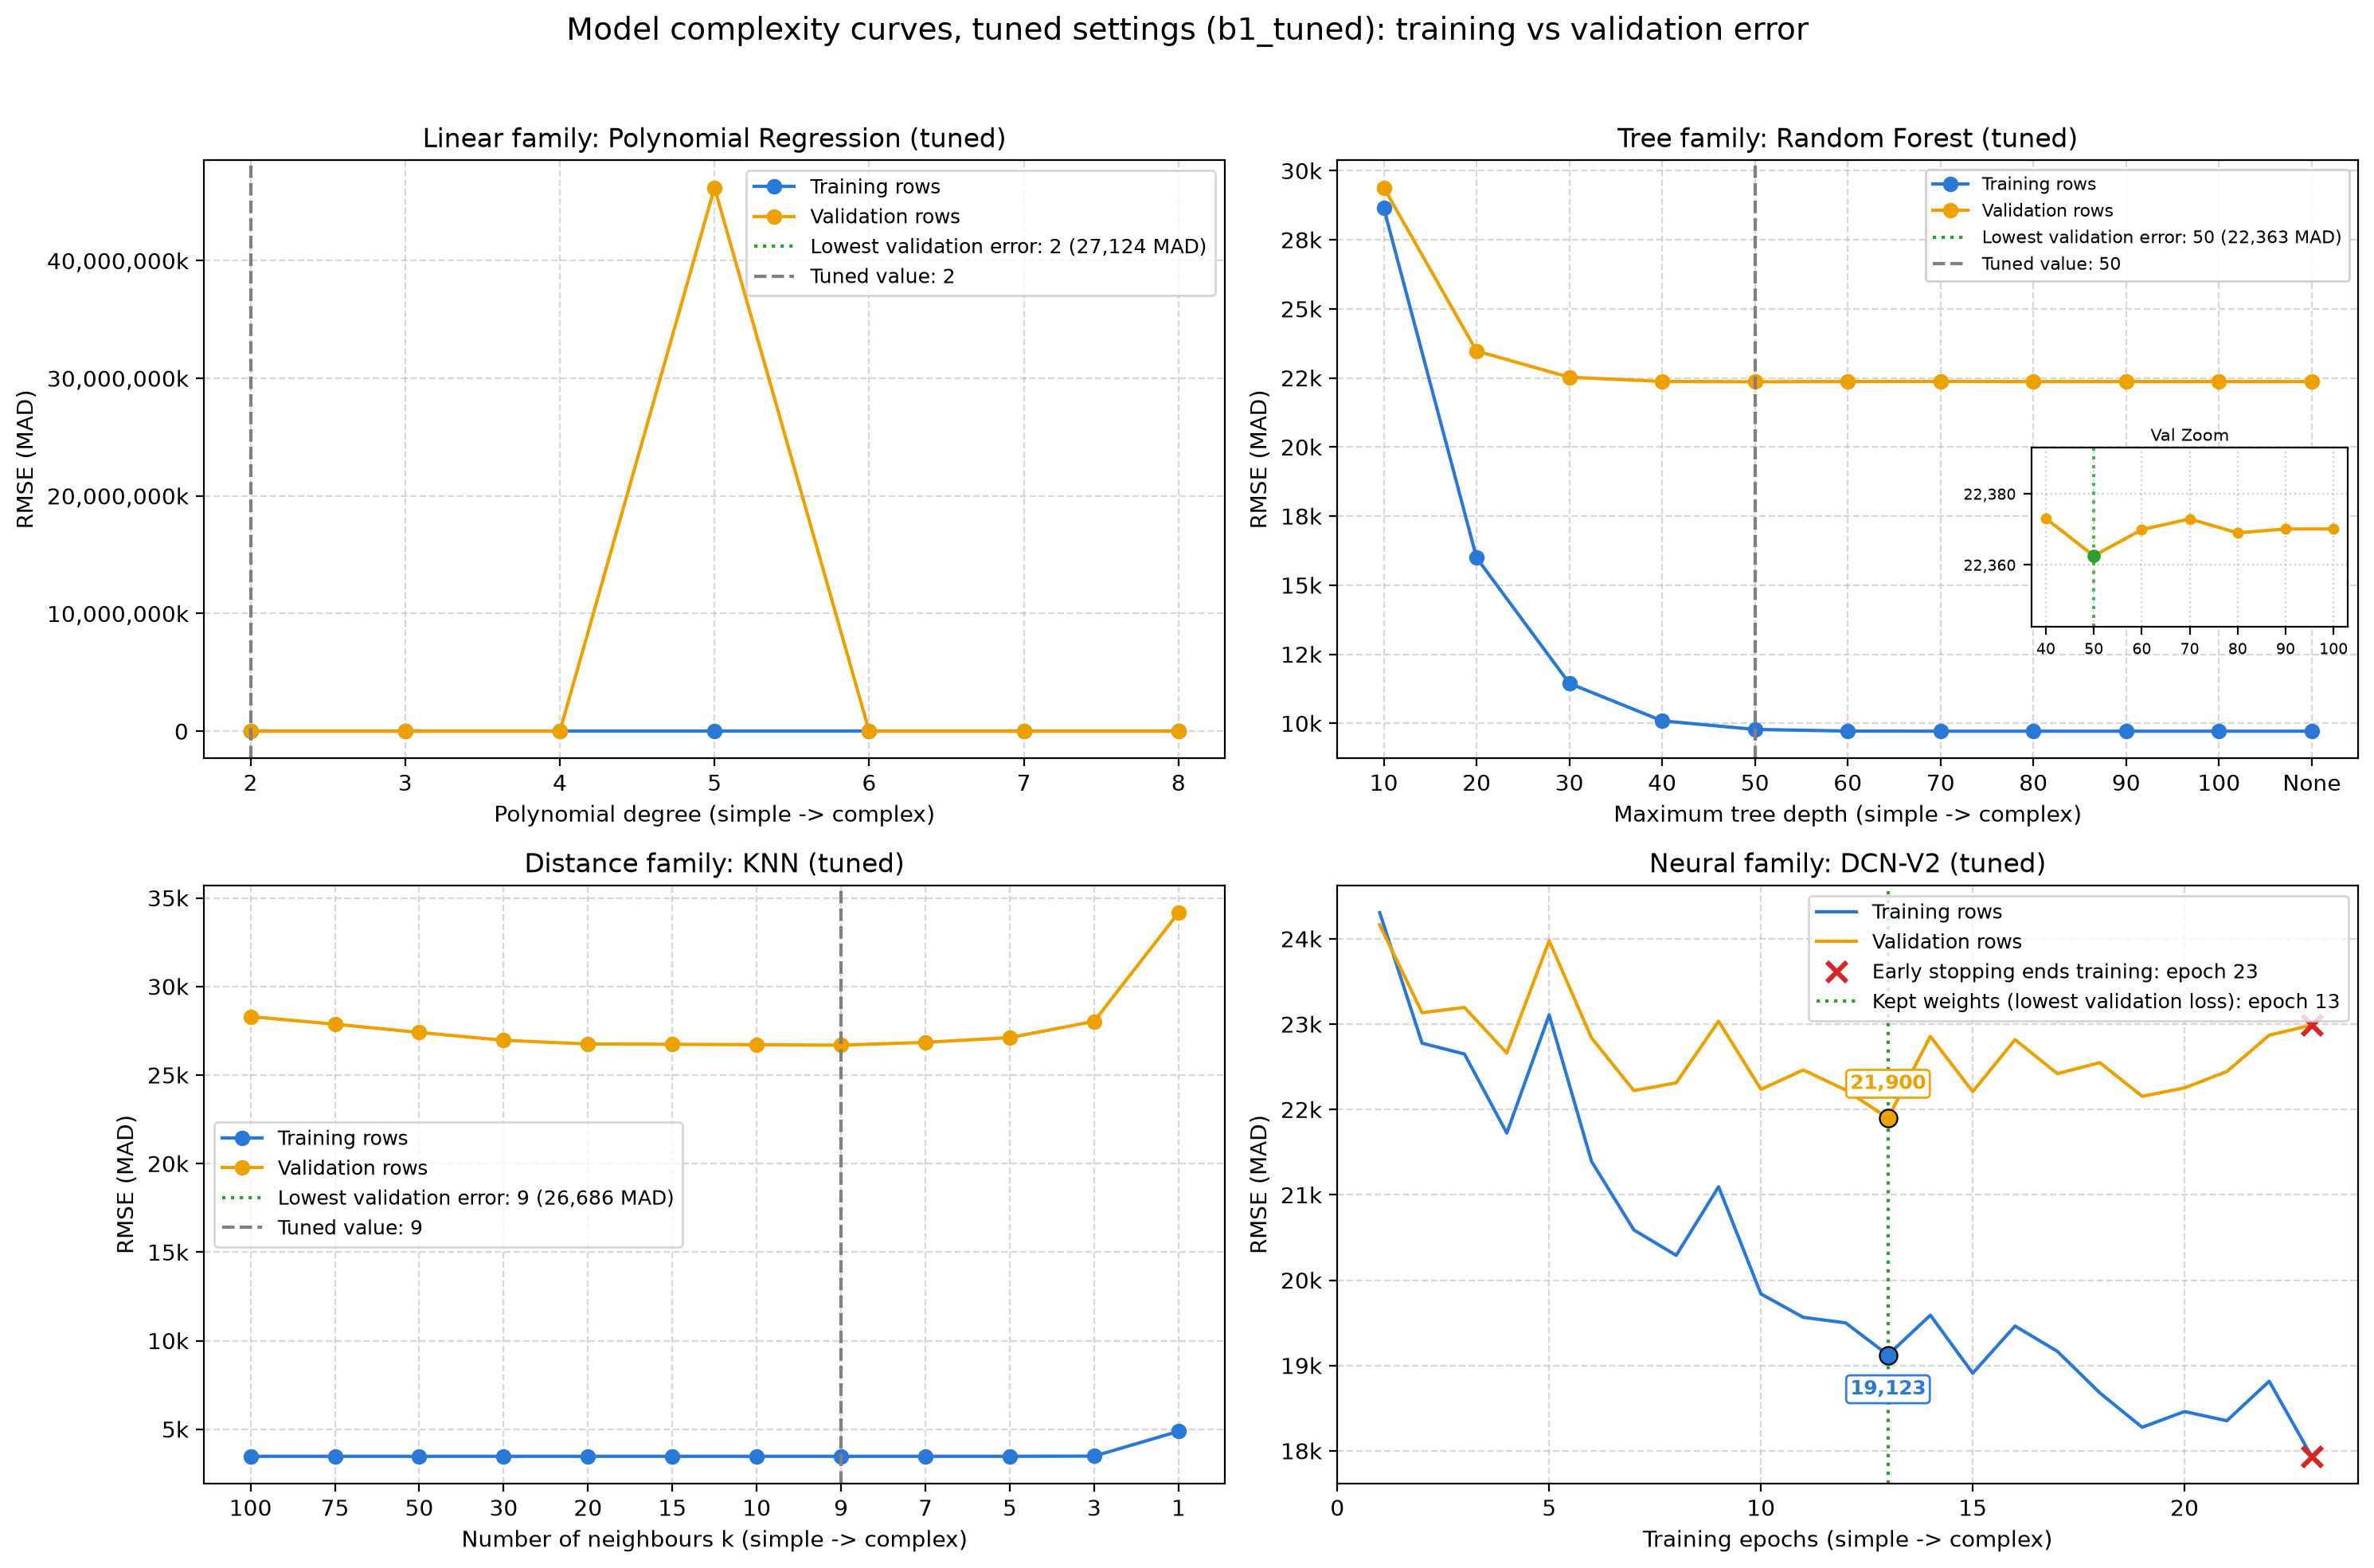 Model complexity curves, tuned settings (b1_tuned): training vs validation error
Linear family: Polynomial Regression (tuned)
RMSE (MAD)
40,000,000k
30,000,000k
20,000,000k
10,000,000k
0
Training rows
Validation rows
Lowest validation error: 2 (27,124 MAD)
Tuned value: 2
2 3 4 5 6 7 8
Polynomial degree (simple -> complex)
Tree family: Random Forest (tuned)
RMSE (MAD)
30k
28k
25k
22k
20k
18k
15k
12k
10k
Training rows
Validation rows
Lowest validation error: 50 (22,363 MAD)
Tuned value: 50
Val Zoom
22,380
22,360
40 50 60 70 80 90 100
10 20 30 40 50 60 70 80 90 100 None
Maximum tree depth (simple -> complex)
Distance family: KNN (tuned)
RMSE (MAD)
35k
30k
25k
20k
15k
10k
5k
Training rows
Validation rows
Lowest validation error: 9 (26,686 MAD)
Tuned value: 9
100 75 50 30 20 15 10 9 7 5 3 1
Number of neighbours k (simple -> complex)
Neural family: DCN-V2 (tuned)
RMSE (MAD)
24k
23k
22k
21k
20k
19k
18k
Training rows
Validation rows
Early stopping ends training: epoch 23
Kept weights (lowest validation loss): epoch 13
21,900
19,123
0 5 10 15 20
Training epochs (simple -> complex)